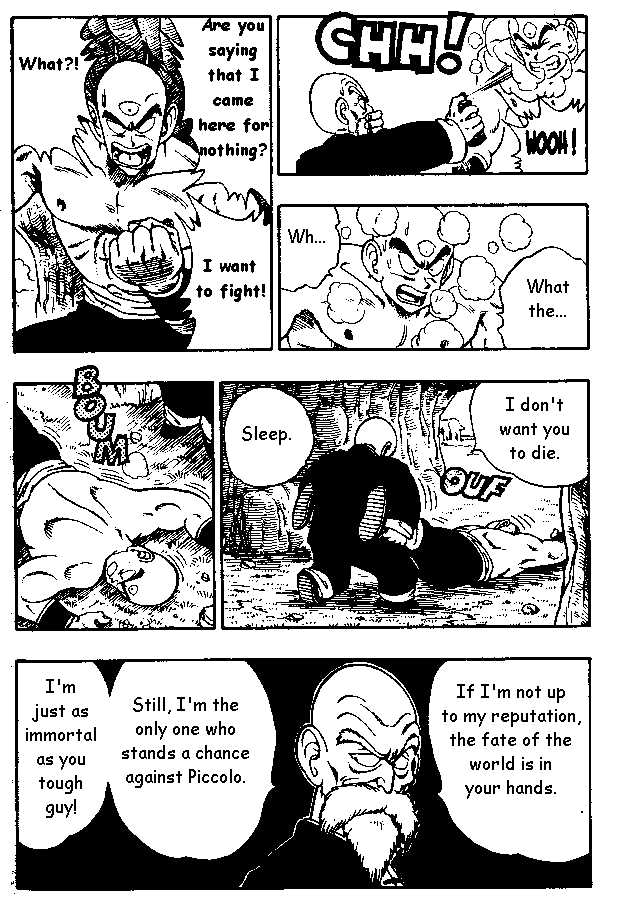 What?!
Are you
saying
that I
came
here for
nothing?
I want
to fight!
CHH!
WOOH!
Wh...
What
the...
BOUM
Sleep.
I don't
want you
to die.
OUF
I'm
just as
immortal
as you
tough
guy!
Still, I'm the
only one who
stands a chance
against Piccolo.
If I'm not up
to my reputation,
the fate of the
world is in
your hands.